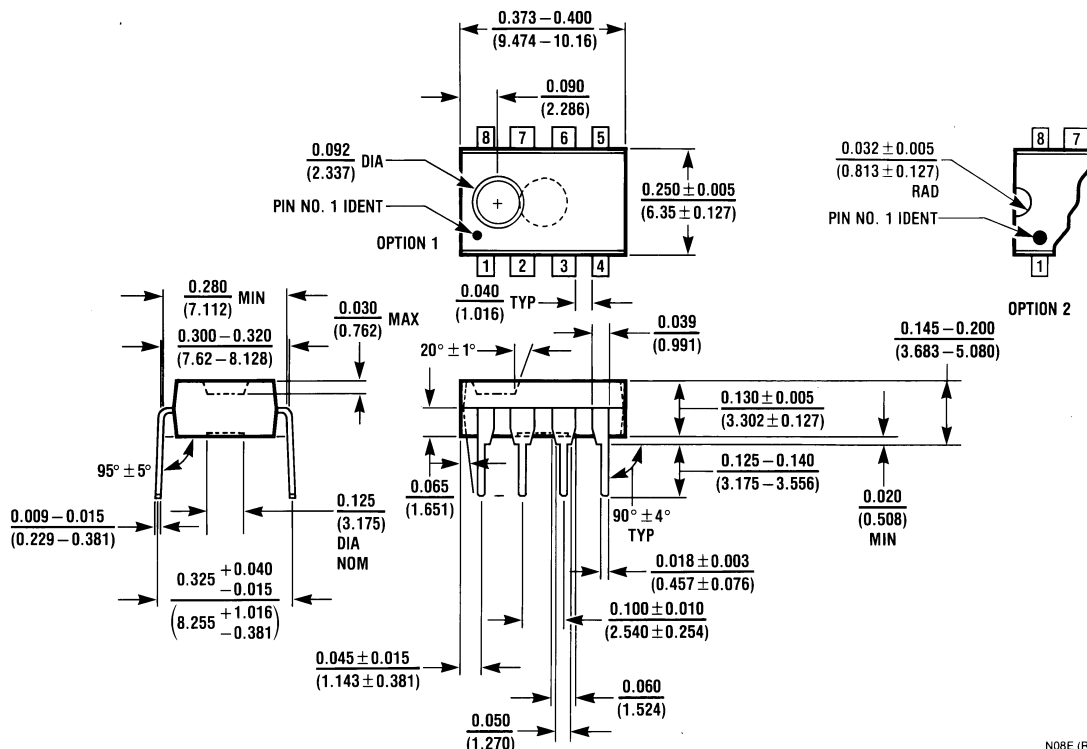 0.373 – 0.400
(9.474 – 10.16)
0.090
(2.286)
8 7 6 5
0.092 DIA
(2.337)
PIN NO. 1 IDENT
OPTION 1
0.250 ± 0.005
(6.35 ± 0.127)
1 2 3 4
8 7
0.032 ± 0.005
(0.813 ± 0.127)
RAD
PIN NO. 1 IDENT
1
OPTION 2
0.280 MIN
(7.112)
0.030 MAX
(0.762)
0.300 – 0.320
(7.62 – 8.128)
0.040 TYP
(1.016)
0.039
(0.991)
0.145 – 0.200
(3.683 – 5.080)
20° ± 1°
0.130 ± 0.005
(3.302 ± 0.127)
95° ± 5°
0.065
(1.651)
0.125 – 0.140
(3.175 – 3.556)
0.020
(0.508)
MIN
90° ± 4°
TYP
0.009 – 0.015
(0.229 – 0.381)
0.125
(3.175)
DIA
NOM
0.018 ± 0.003
(0.457 ± 0.076)
0.325 +0.040
−0.015
(8.255 +1.016
−0.381)
0.100 ± 0.010
(2.540 ± 0.254)
0.045 ± 0.015
(1.143 ± 0.381)
0.060
(1.524)
0.050
(1.270)